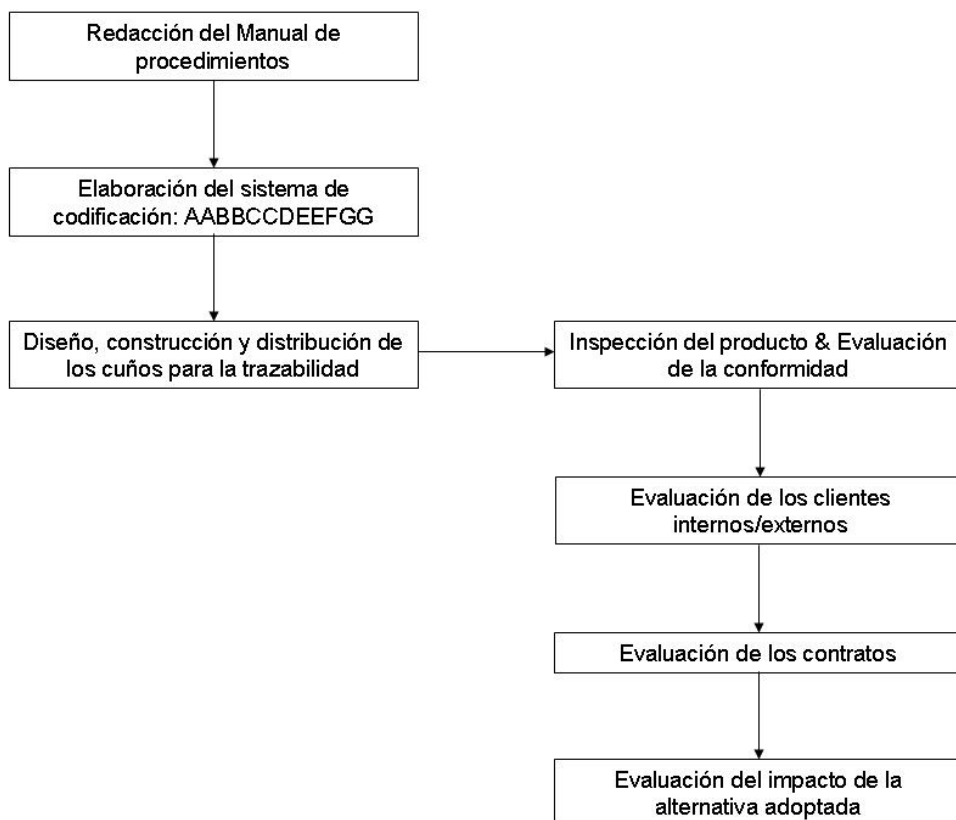 Redacción del Manual de
procedimientos
Elaboración del sistema de
codificación: AABBCCDEEFGG
Diseño, construcción y distribución de
los cuños para la trazabilidad
Inspección del producto & Evaluación
de la conformidad
Evaluación de los clientes
internos/externos
Evaluación de los contratos
Evaluación del impacto de la
alternativa adoptada